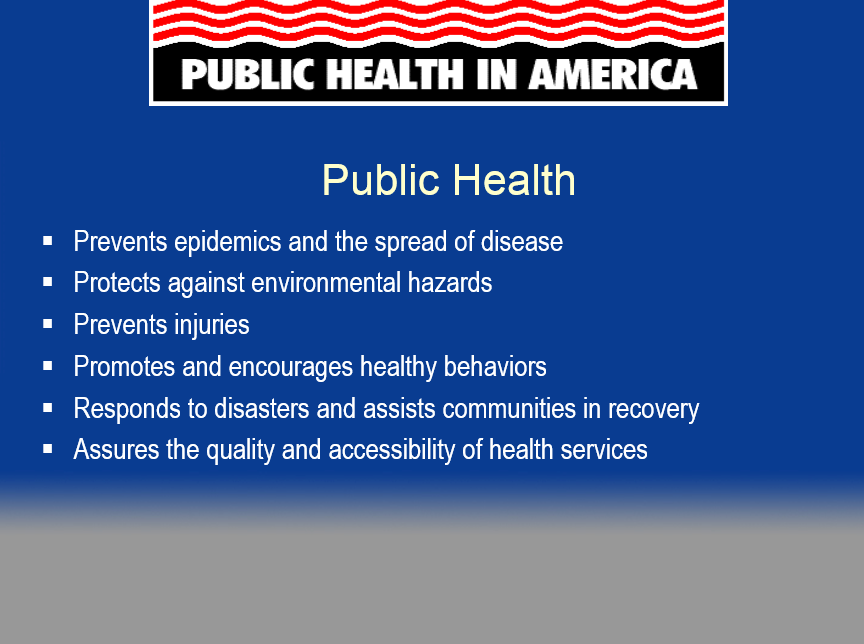 PUBLIC HEALTH IN AMERICA
Public Health
▪ Prevents epidemics and the spread of disease
▪ Protects against environmental hazards
▪ Prevents injuries
▪ Promotes and encourages healthy behaviors
▪ Responds to disasters and assists communities in recovery
▪ Assures the quality and accessibility of health services